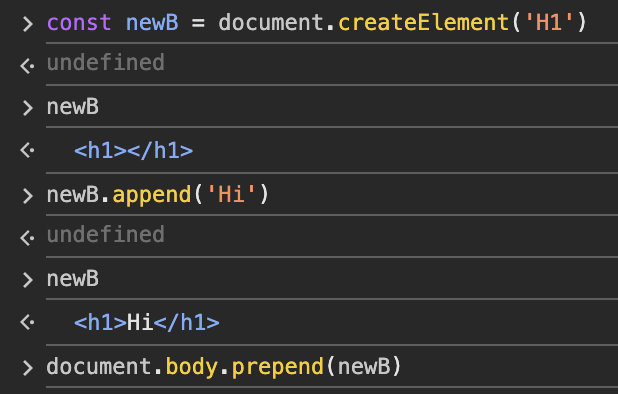 > const newB = document.createElement('H1')
<· undefined
> newB
<· <h1></h1>
> newB.append('Hi')
<· undefined
> newB
<· <h1>Hi</h1>
> document.body.prepend(newB)